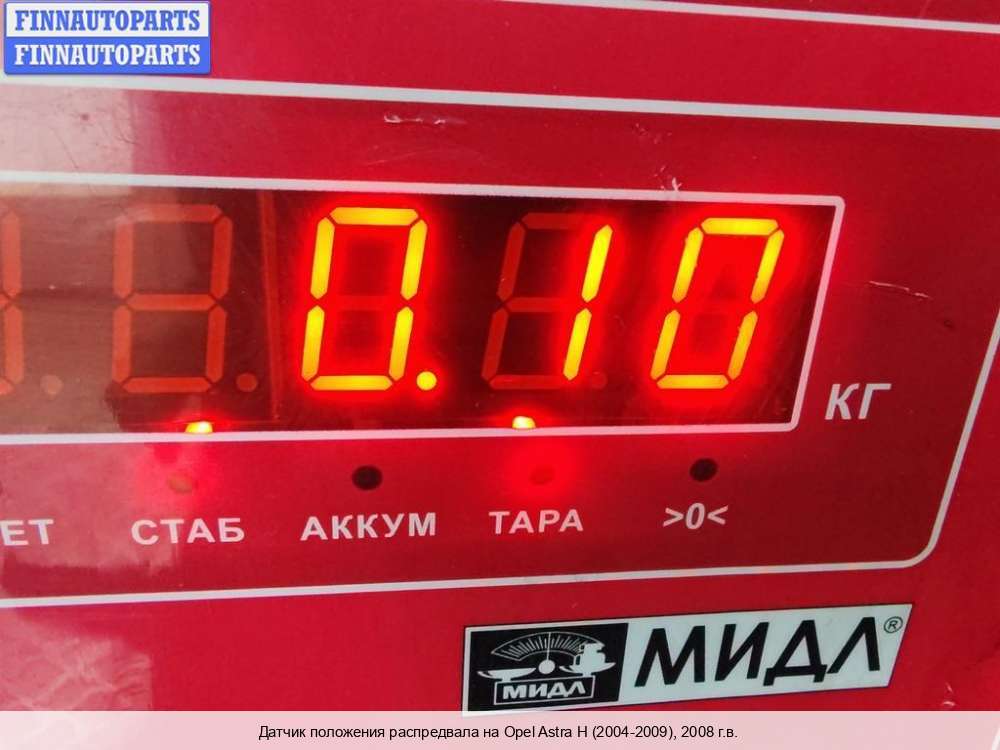 FINNAUTOPARTS
FINNAUTOPARTS
0.10
КГ
ЕТ СТАБ АККУМ ТАРА >0<
МИДЛ МИДЛ®
Датчик положения распредвала на Opel Astra H (2004-2009), 2008 г.в.